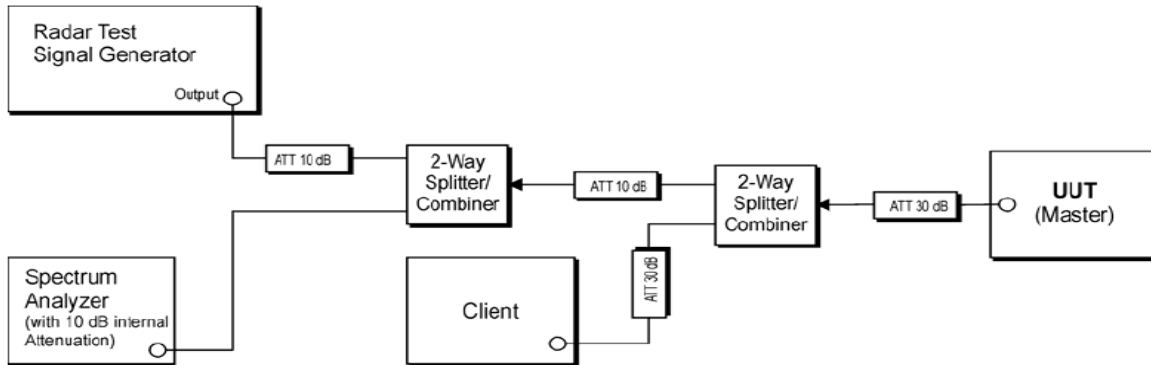 Radar Test
Signal Generator
Output
ATT 10 dB
2-Way
Splitter/
Combiner
ATT 10 dB
2-Way
Splitter/
Combiner
ATT 30 dB
UUT
(Master)
Spectrum
Analyzer
(with 10 dB internal
Attenuation)
Client
ATT 30 dB